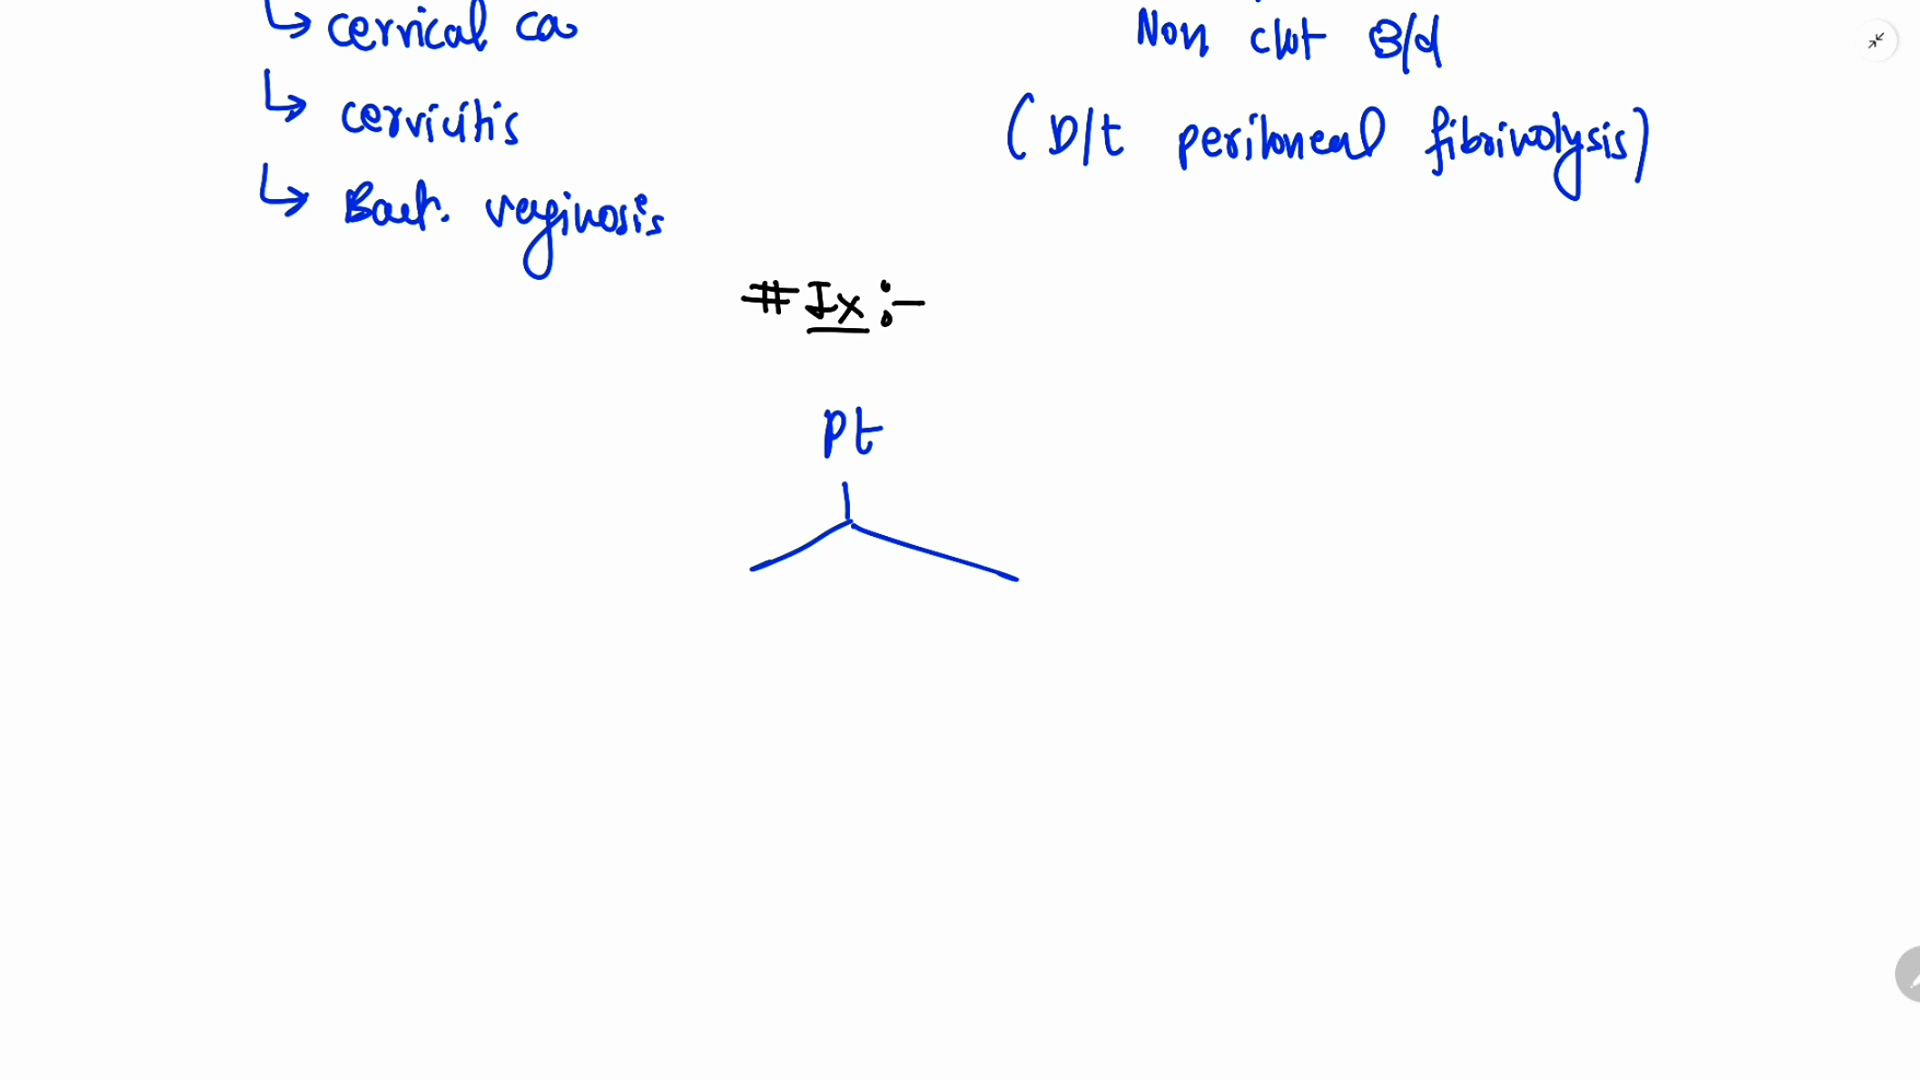 ↳ cervical ca
↳ cervicitis
↳ Bact. vaginosis
Non clot B/d
(D/t peritoneal fibrinolysis)
# Ix :-
Pt